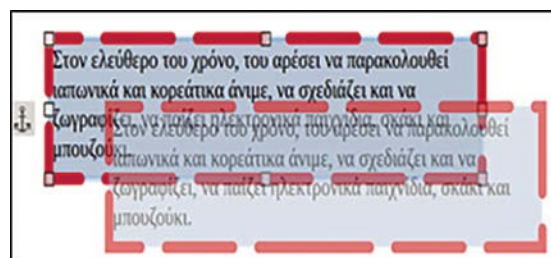 Στον ελεύθερο του χρόνο, του αρέσει να παρακολουθεί
ιαπωνικά και κορεάτικα άνιμε, να σχεδιάζει και να
ζωγραφίζει, να παίζει ηλεκτρονικά παιχνίδια, σκάκι και
μπουζούκι.
Στον ελεύθερο του χρόνο, του αρέσει να παρακολουθεί
ιαπωνικά και κορεάτικα άνιμε, να σχεδιάζει και να
ζωγραφίζει, να παίζει ηλεκτρονικά παιχνίδια, σκάκι και
μπουζούκι.